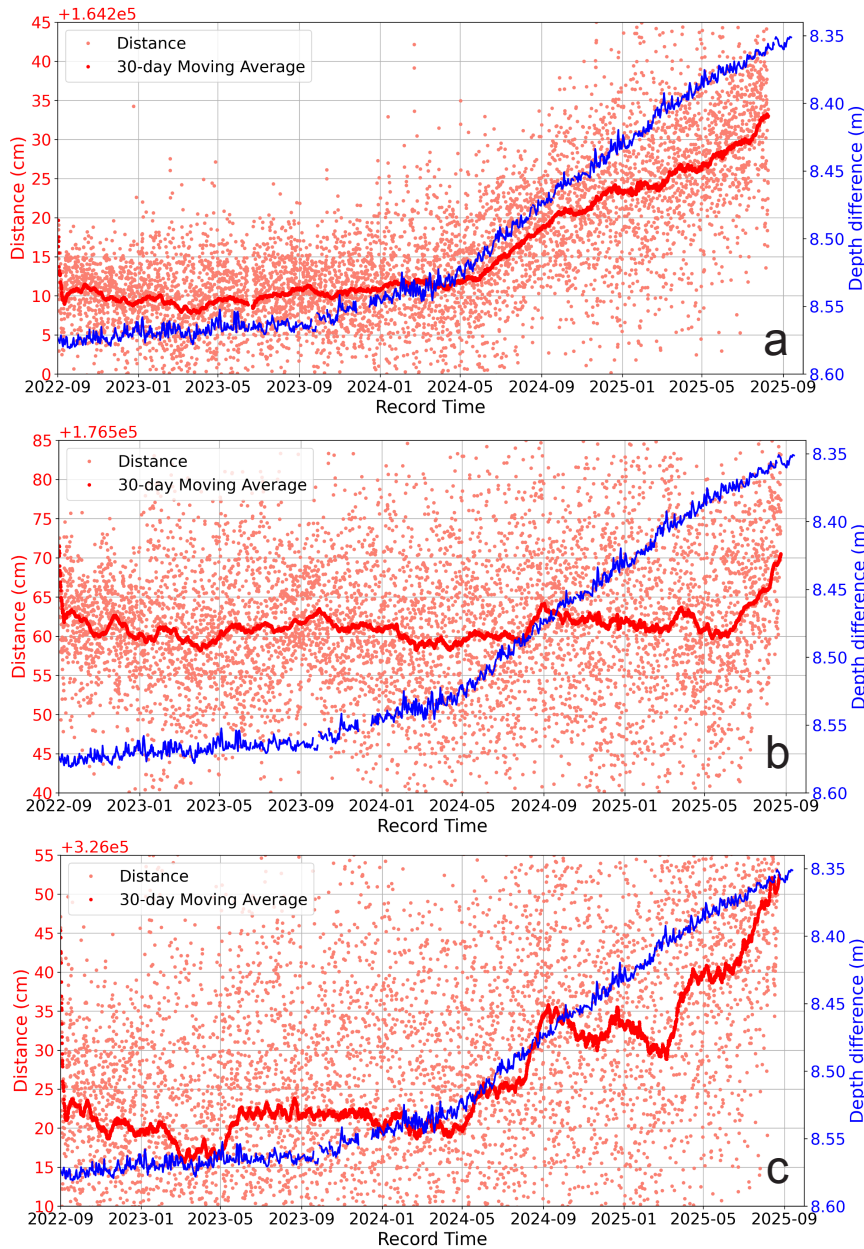 +1.642e5
45
40
35
30
25
20
15
10
5
0
Distance (cm)
Distance
30-day Moving Average
8.35
8.40
8.45
8.50
8.55
8.60
Depth difference (m)
a
2022-09 2023-01 2023-05 2023-09 2024-01 2024-05 2024-09 2025-01 2025-05 2025-09
Record Time
+1.765e5
85
80
75
70
65
60
55
50
45
40
Distance (cm)
Distance
30-day Moving Average
8.35
8.40
8.45
8.50
8.55
8.60
Depth difference (m)
b
2022-09 2023-01 2023-05 2023-09 2024-01 2024-05 2024-09 2025-01 2025-05 2025-09
Record Time
+3.26e5
55
50
45
40
35
30
25
20
15
10
Distance (cm)
Distance
30-day Moving Average
8.35
8.40
8.45
8.50
8.55
8.60
Depth difference (m)
c
2022-09 2023-01 2023-05 2023-09 2024-01 2024-05 2024-09 2025-01 2025-05 2025-09
Record Time